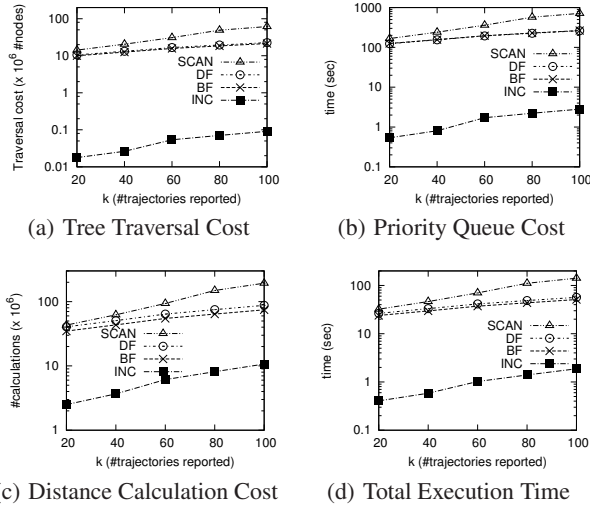 Traversal cost (x 10^6 #nodes)
100
10
1
0.1
0.01
SCAN
DF
BF
INC
20 40 60 80 100
k (#trajectories reported)
(a) Tree Traversal Cost
time (sec)
1000
100
10
1
0.1
SCAN
DF
BF
INC
20 40 60 80 100
k (#trajectories reported)
(b) Priority Queue Cost
#calculations (x 10^6)
100
10
1
SCAN
DF
BF
INC
20 40 60 80 100
k (#trajectories reported)
(c) Distance Calculation Cost
time (sec)
100
10
1
0.1
SCAN
DF
BF
INC
20 40 60 80 100
k (#trajectories reported)
(d) Total Execution Time